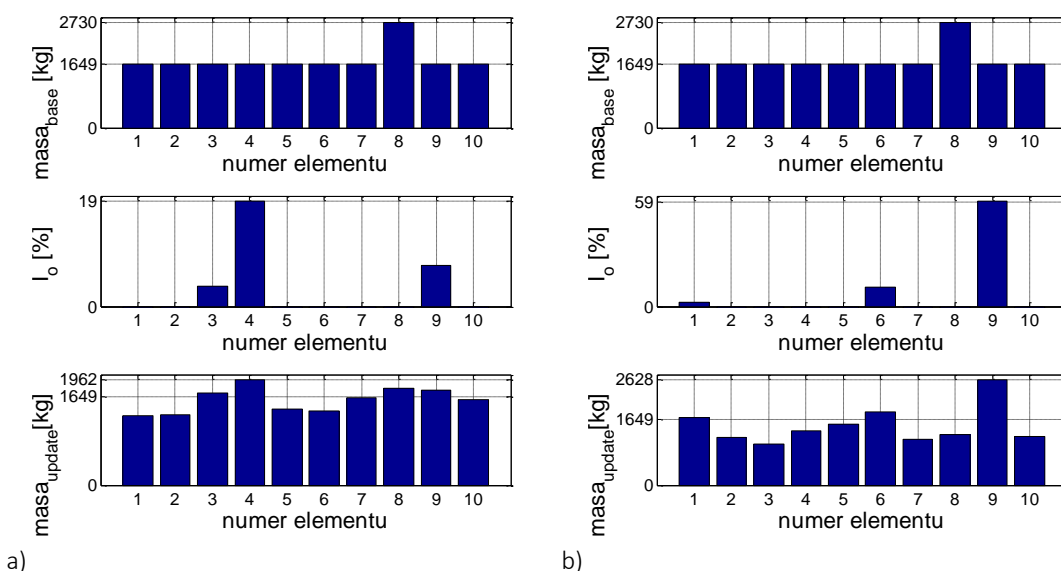 2730
1649
0
masa_base [kg]
1 2 3 4 5 6 7 8 9 10
numer elementu
19
0
I_o [%]
1 2 3 4 5 6 7 8 9 10
numer elementu
1962
1649
0
masa_update[kg]
1 2 3 4 5 6 7 8 9 10
numer elementu
a)
2730
1649
0
masa_base [kg]
1 2 3 4 5 6 7 8 9 10
numer elementu
59
0
I_o [%]
1 2 3 4 5 6 7 8 9 10
numer elementu
2628
1649
0
masa_update[kg]
1 2 3 4 5 6 7 8 9 10
numer elementu
b)